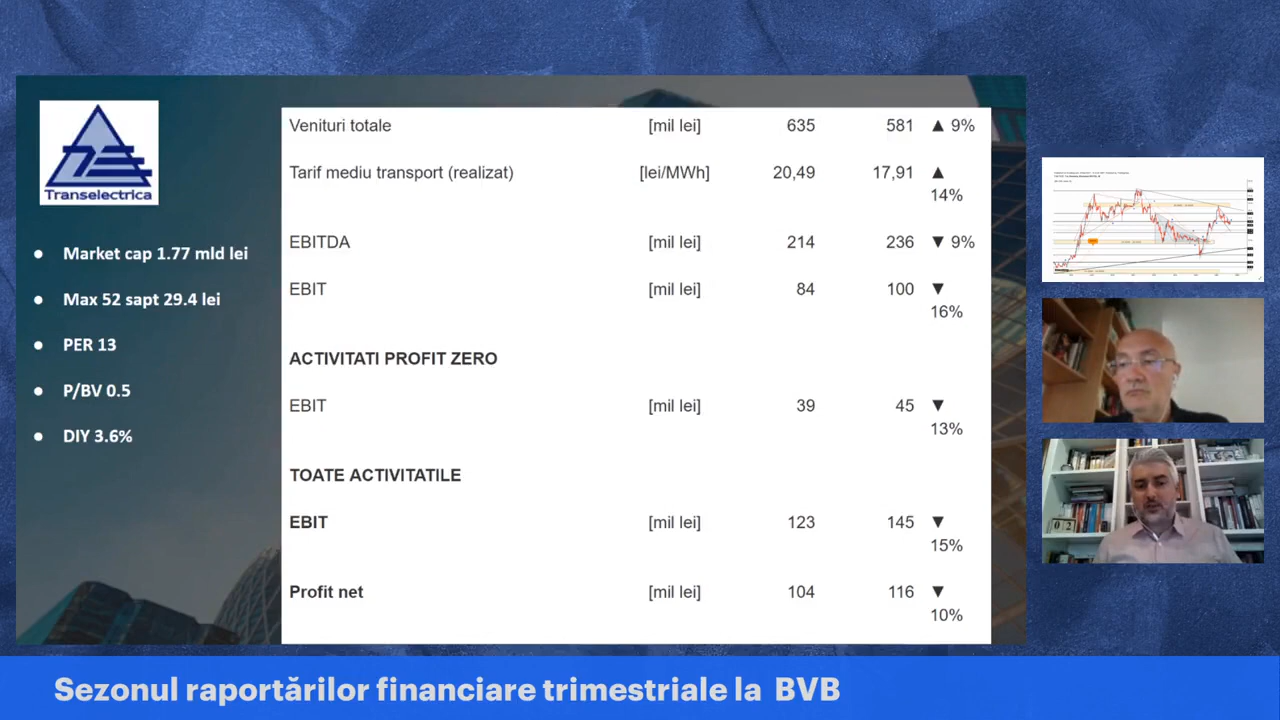 Transelectrica
Market cap 1.77 mld lei
Max 52 sapt 29.4 lei
PER 13
P/BV 0.5
DIY 3.6%
Venituri totale [mil lei] 635 581 ▲ 9%
Tarif mediu transport (realizat) [lei/MWh] 20,49 17,91 ▲
14%
EBITDA [mil lei] 214 236 ▼ 9%
EBIT [mil lei] 84 100 ▼
16%
ACTIVITATI PROFIT ZERO
EBIT [mil lei] 39 45 ▼
13%
TOATE ACTIVITATILE
EBIT [mil lei] 123 145 ▼
15%
Profit net [mil lei] 104 116 ▼
10%
Sezonul raportărilor financiare trimestriale la BVB